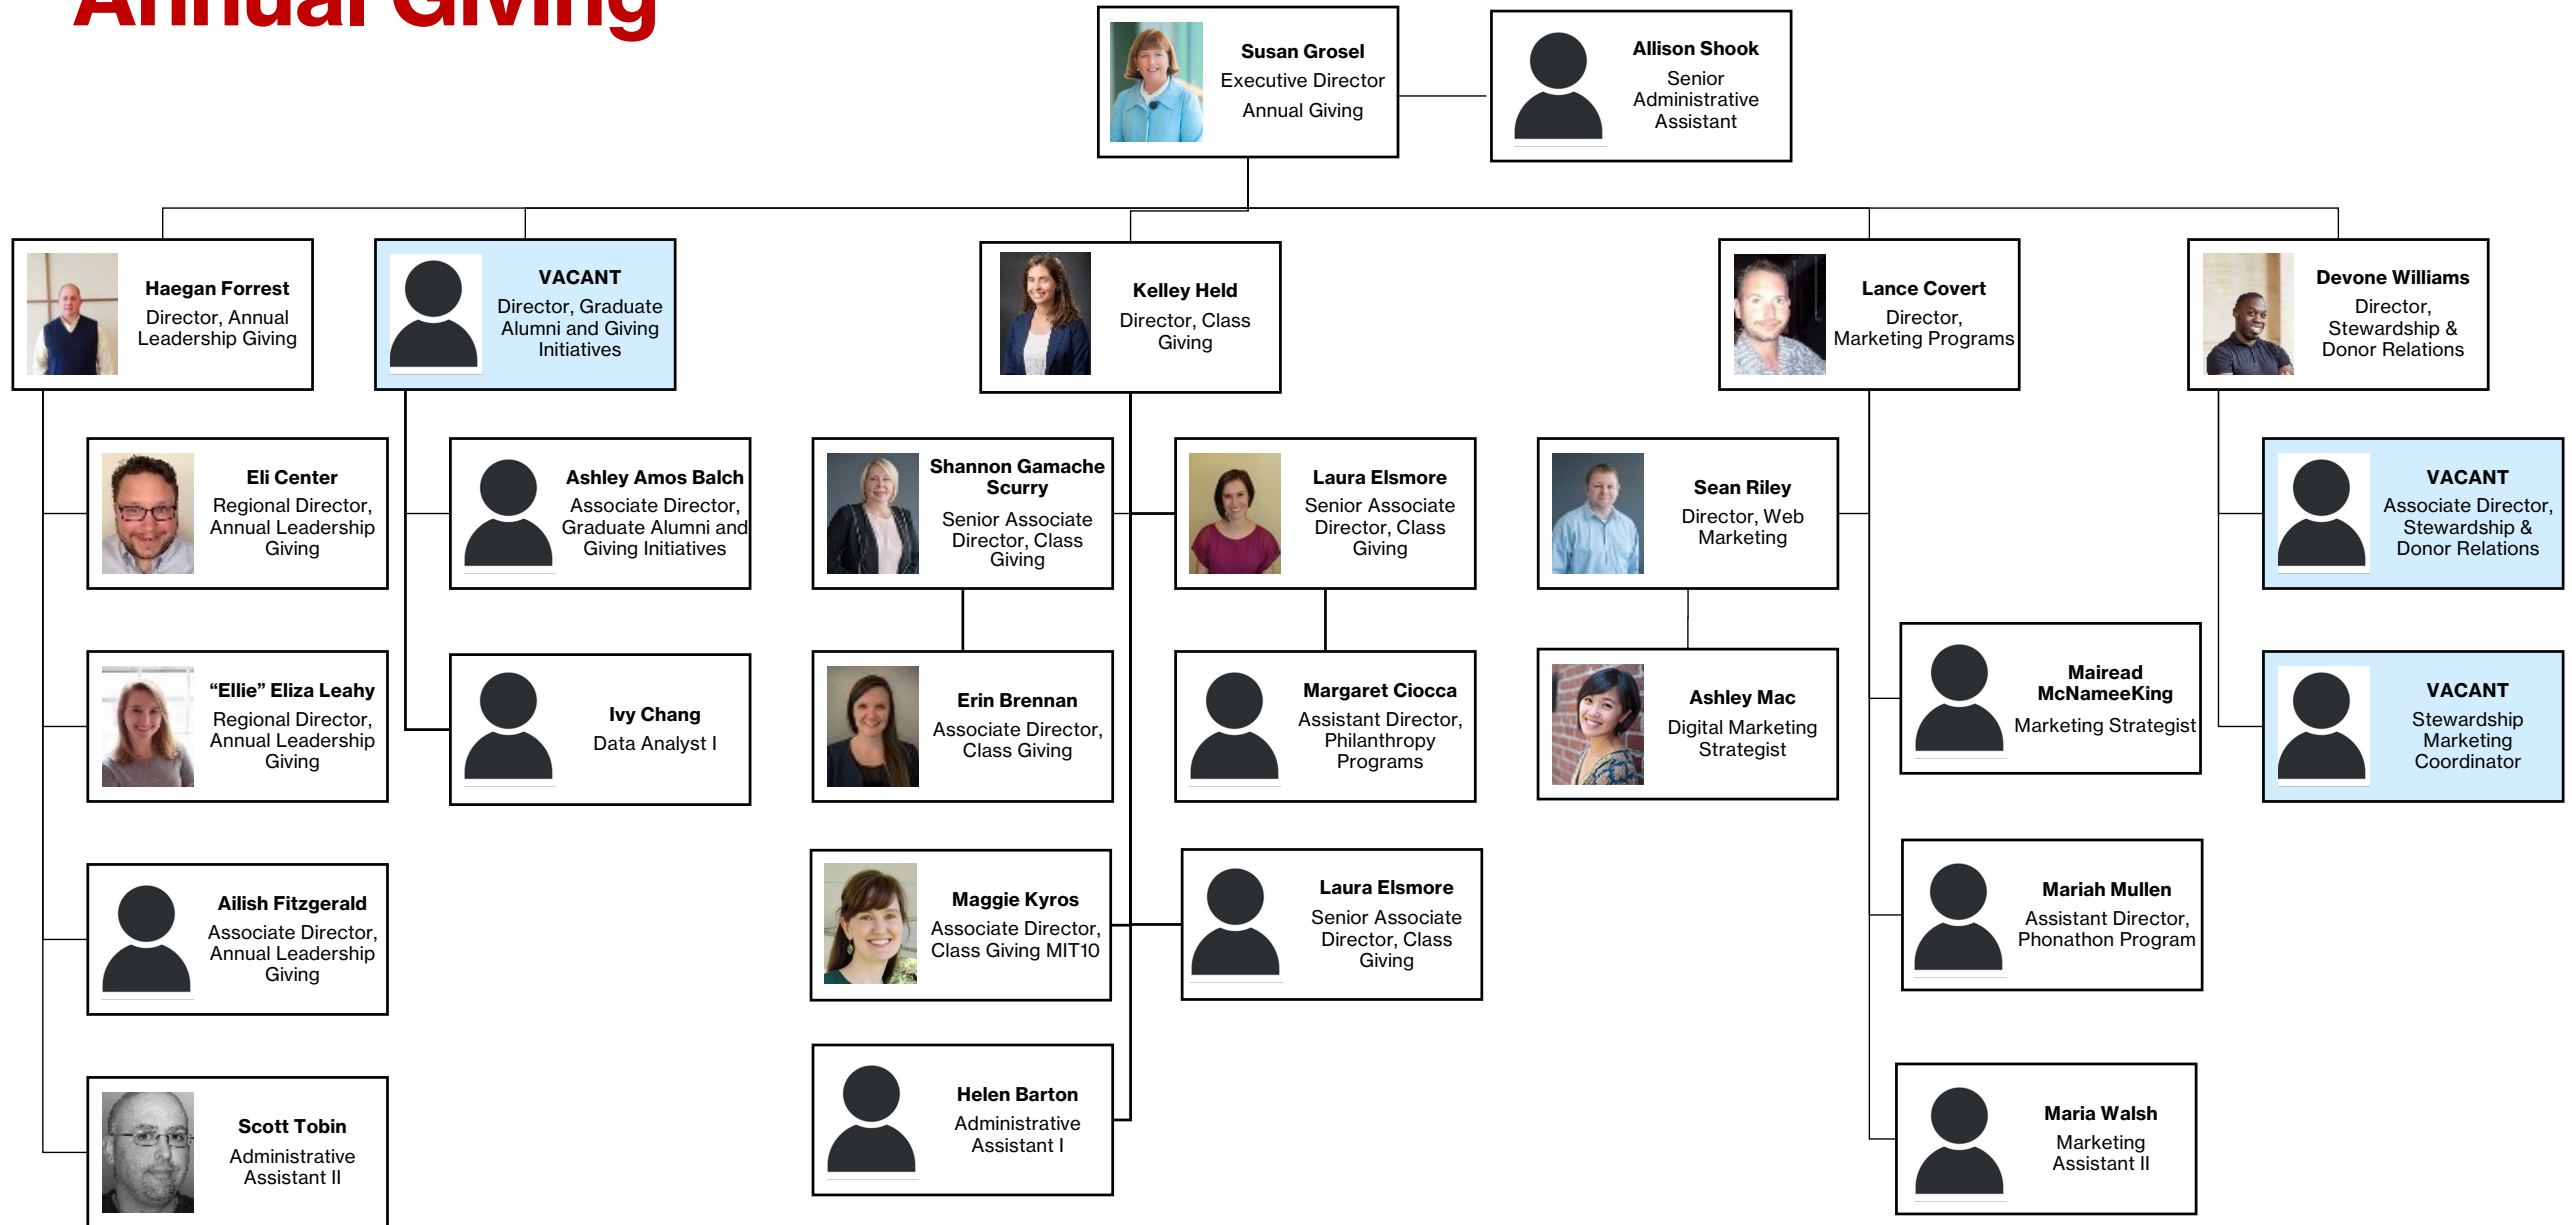 Annual Giving
Susan Grosel
Executive Director
Annual Giving
Allison Shook
Senior
Administrative
Assistant
Haegan Forrest
Director, Annual
Leadership Giving
VACANT
Director, Graduate
Alumni and Giving
Initiatives
Kelley Held
Director, Class
Giving
Lance Covert
Director,
Marketing Programs
Devone Williams
Director,
Stewardship &
Donor Relations
Eli Center
Regional Director,
Annual Leadership
Giving
Ashley Amos Balch
Associate Director,
Graduate Alumni and
Giving Initiatives
Shannon Gamache
Scurry
Senior Associate
Director, Class
Giving
Laura Elsmore
Senior Associate
Director, Class
Giving
Sean Riley
Director, Web
Marketing
VACANT
Associate Director,
Stewardship &
Donor Relations
“Ellie” Eliza Leahy
Regional Director,
Annual Leadership
Giving
Ivy Chang
Data Analyst I
Erin Brennan
Associate Director,
Class Giving
Margaret Ciocca
Assistant Director,
Philanthropy
Programs
Ashley Mac
Digital Marketing
Strategist
Mairead
McNameeKing
Marketing Strategist
VACANT
Stewardship
Marketing
Coordinator
Ailish Fitzgerald
Associate Director,
Annual Leadership
Giving
Maggie Kyros
Associate Director,
Class Giving MIT10
Laura Elsmore
Senior Associate
Director, Class
Giving
Mariah Mullen
Assistant Director,
Phonathon Program
Scott Tobin
Administrative
Assistant II
Helen Barton
Administrative
Assistant I
Maria Walsh
Marketing
Assistant II